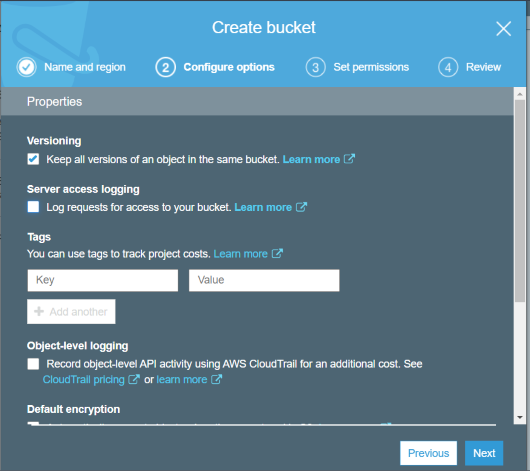 Create bucket
Name and region
2 Configure options
3 Set permissions
4 Review
Properties
Versioning
Keep all versions of an object in the same bucket. Learn more
Server access logging
Log requests for access to your bucket. Learn more
Tags
You can use tags to track project costs. Learn more
Key Value
+ Add another
Object-level logging
Record object-level API activity using AWS CloudTrail for an additional cost. See
CloudTrail pricing or learn more
Default encryption
Previous Next